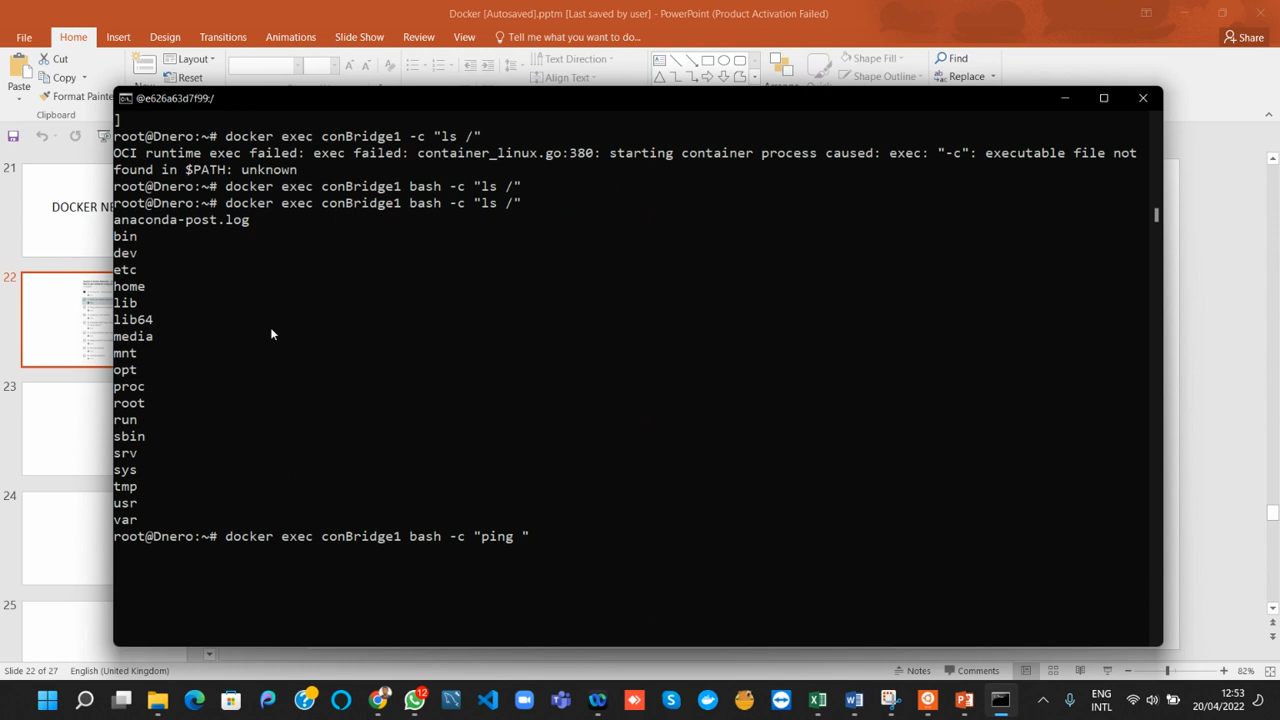 Docker [Autosaved].pptm [Last saved by user] - PowerPoint (Product Activation Failed)
File Home Insert Design Transitions Animations Slide Show Review View Tell me what you want to do... Share
Cut
Copy
Format Painte
Paste
Clipboard
Layout
Reset
Text Direction
Align Text
Shape Fill
Shape Outline
Find
Replace
@e626a63d7f99:/
]
root@Dnero:~# docker exec conBridge1 -c "ls /"
OCI runtime exec failed: exec failed: container_linux.go:380: starting container process caused: exec: "-c": executable file not
found in $PATH: unknown
root@Dnero:~# docker exec conBridge1 bash -c "ls /"
root@Dnero:~# docker exec conBridge1 bash -c "ls /"
anaconda-post.log
bin
dev
etc
home
lib
lib64
media
mnt
opt
proc
root
run
sbin
srv
sys
tmp
usr
var
root@Dnero:~# docker exec conBridge1 bash -c "ping "
21
DOCKER NE
22
23
24
25
Slide 22 of 27 English (United Kingdom) Notes Comments 82%
12
ENG
INTL
12:53
20/04/2022